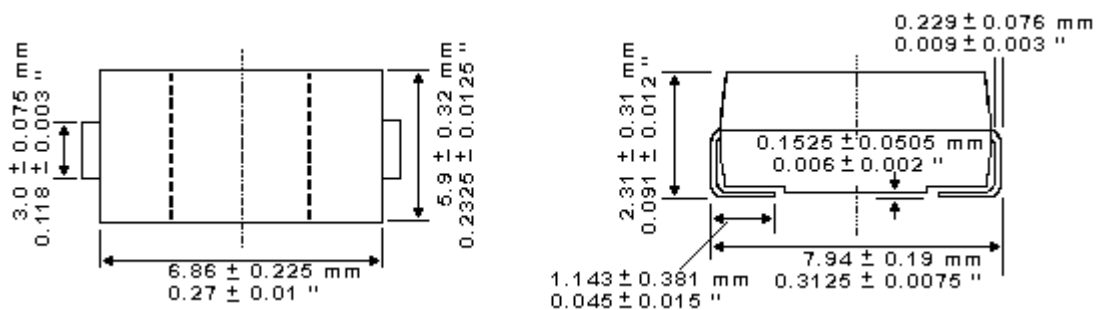 3.0 ± 0.075 mm
0.118 ± 0.003 "
5.9 ± 0.32 mm
0.2325 ± 0.0125 "
6.86 ± 0.225 mm
0.27 ± 0.01 "
0.229 ± 0.076 mm
0.009 ± 0.003 "
2.31 ± 0.31 mm
0.091 ± 0.012 "
0.1525 ± 0.0505 mm
0.006 ± 0.002 "
1.143 ± 0.381 mm
0.045 ± 0.015 "
7.94 ± 0.19 mm
0.3125 ± 0.0075 "